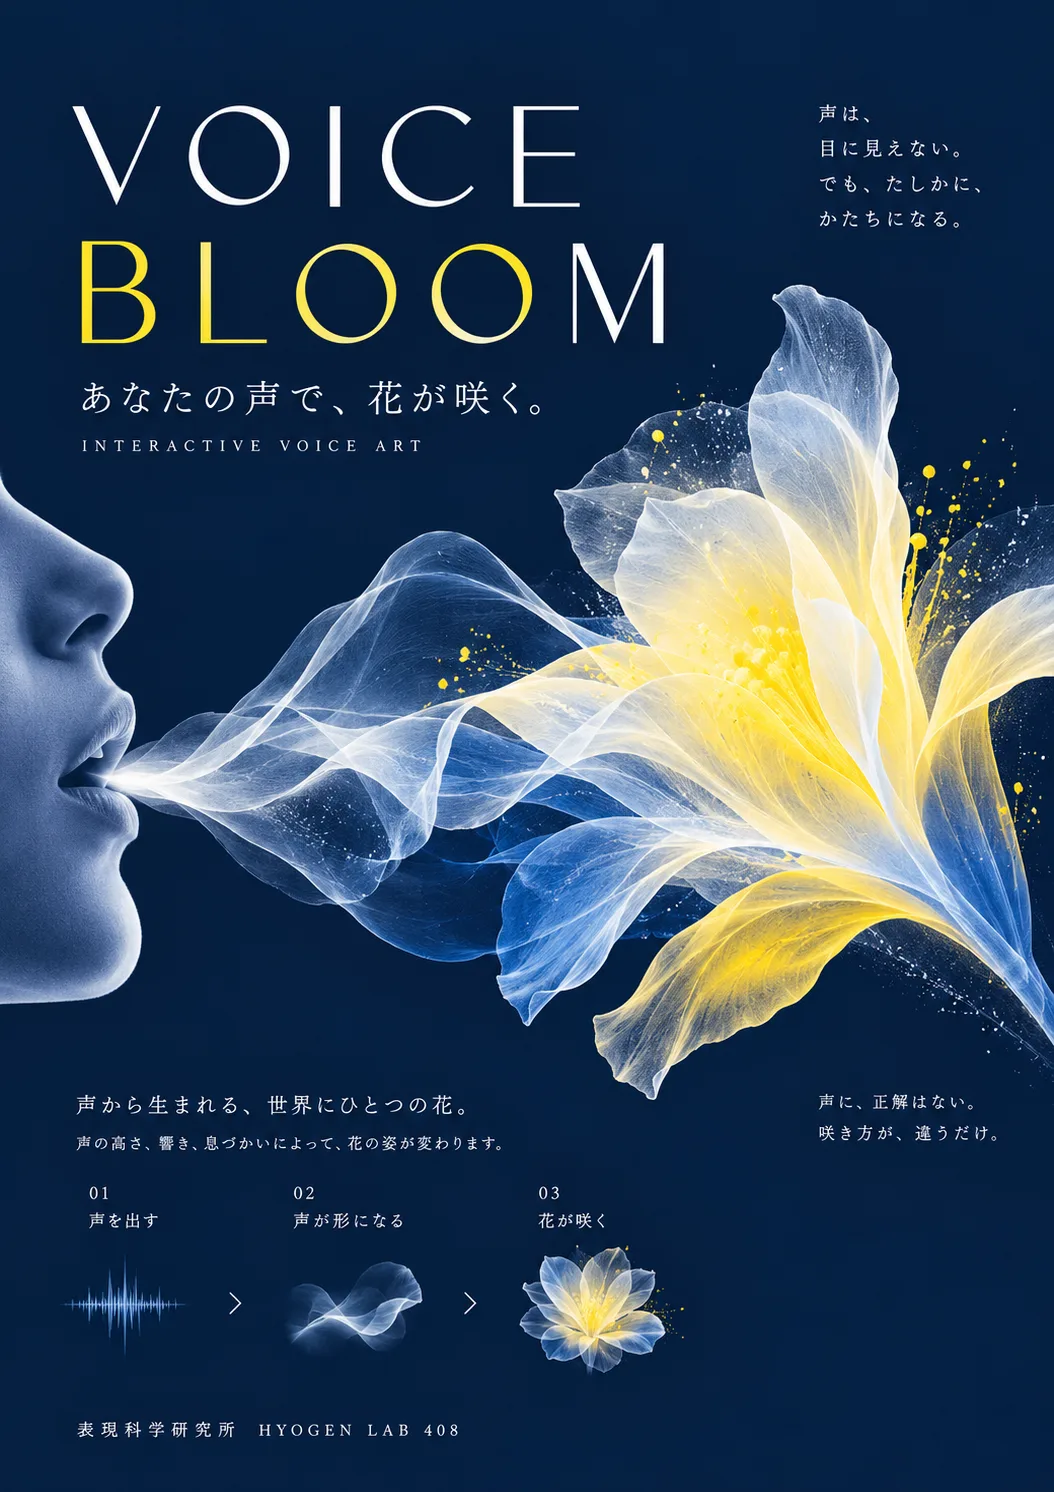 VOICE
BLOOM
あなたの声で、花が咲く。
INTERACTIVE VOICE ART
声は、
目に見えない。
でも、たしかに、
かたちになる。
声から生まれる、世界にひとつの花。
声の高さ、響き、息づかいによって、花の姿が変わります。
声に、正解はない。
咲き方が、違うだけ。
01
声を出す
02
声が形になる
03
花が咲く
表現科学研究所 HYOGEN LAB 408